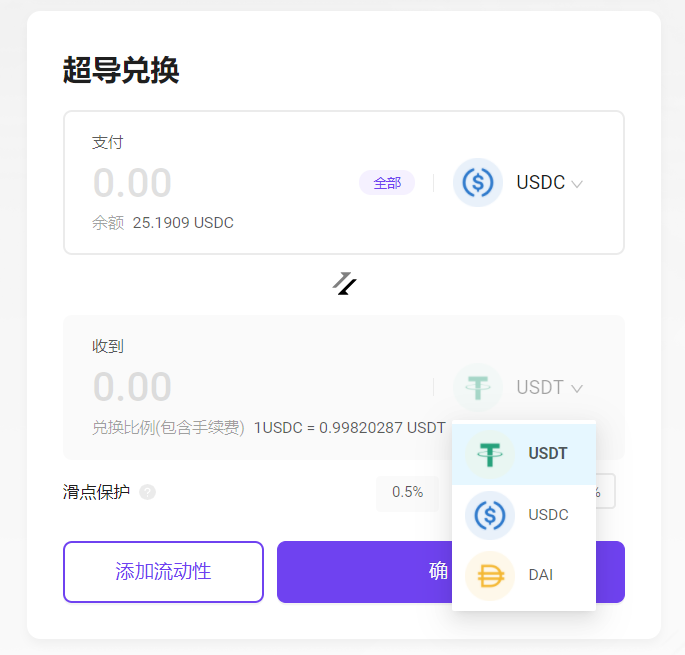 超导兑换
支付
0.00
全部
USDC
余额 25.1909 USDC
收到
0.00
USDT
兑换比例(包含手续费) 1USDC = 0.99820287 USDT
USDT
滑点保护
?
0.5%
%
USDC
添加流动性
确
DAI